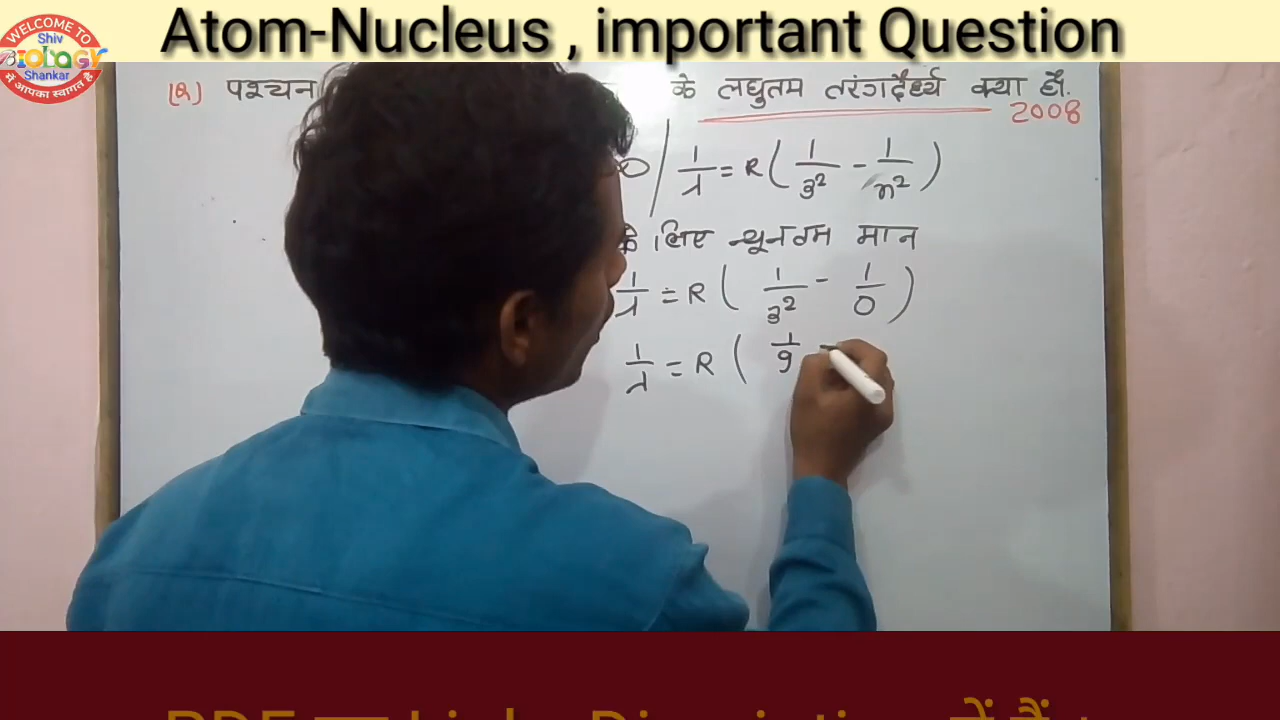 Atom-Nucleus , important Question
WELCOME TO
Shiv
BIOLOGY
Shankar
में आपका स्वागत है
(२) पश्चन के लघुतम तरंगदैर्ध्य क्या हौ.
2008
1/λ = R ( 1/3² - 1/n² )
के लिए न्यूनतम मान
1/λ = R ( 1/3² - 1/0 )
1/λ = R ( 1/9 -